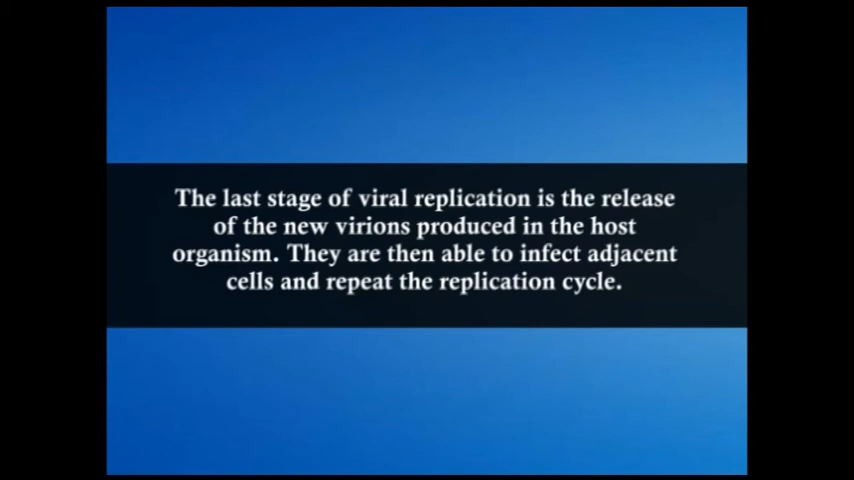 The last stage of viral replication is the release
of the new virions produced in the host
organism. They are then able to infect adjacent
cells and repeat the replication cycle.